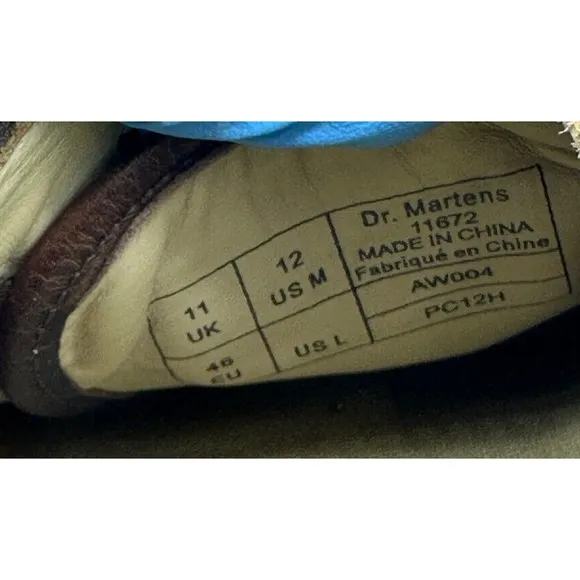 11
UK
12
US M
Dr. Martens
11672
MADE IN CHINA
Fabriqué en Chine
46
EU
US L
AW004
PC12H